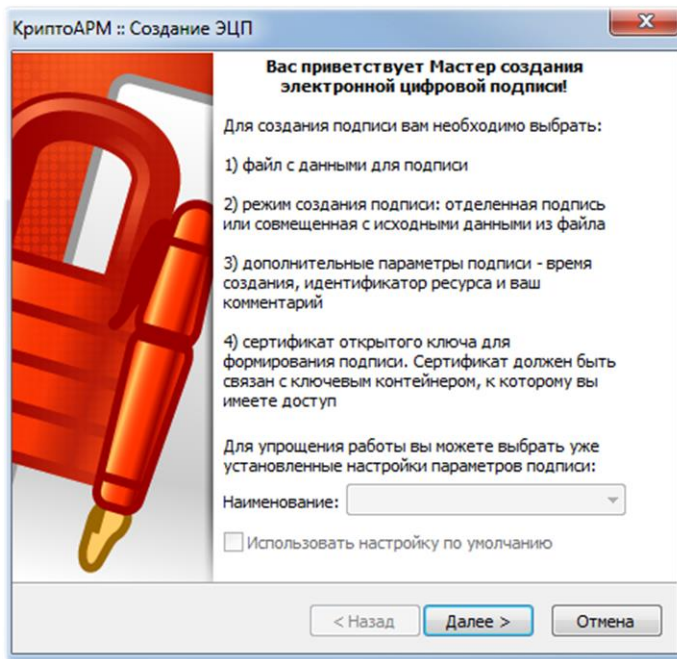 КриптоАРМ :: Создание ЭЦП
Вас приветствует Мастер создания
электронной цифровой подписи!
Для создания подписи вам необходимо выбрать:
1) файл с данными для подписи
2) режим создания подписи: отделенная подпись
или совмещенная с исходными данными из файла
3) дополнительные параметры подписи - время
создания, идентификатор ресурса и ваш
комментарий
4) сертификат открытого ключа для
формирования подписи. Сертификат должен быть
связан с ключевым контейнером, к которому вы
имеете доступ
Для упрощения работы вы можете выбрать уже
установленные настройки параметров подписи:
Наименование:
Использовать настройку по умолчанию
< Назад Далее > Отмена